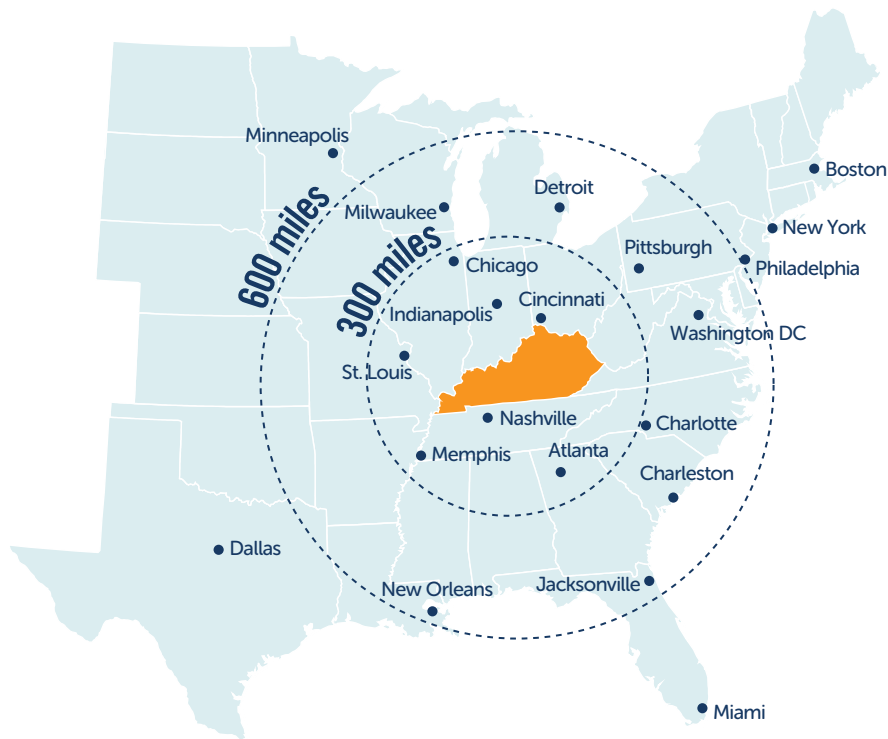 Minneapolis
Boston
Detroit
Milwaukee
600 miles
New York
300 miles
Pittsburgh
Chicago
Philadelphia
Cincinnati
Indianapolis
Washington DC
St. Louis
Nashville
Charlotte
Atlanta
Memphis
Charleston
Dallas
Jacksonville
New Orleans
Miami